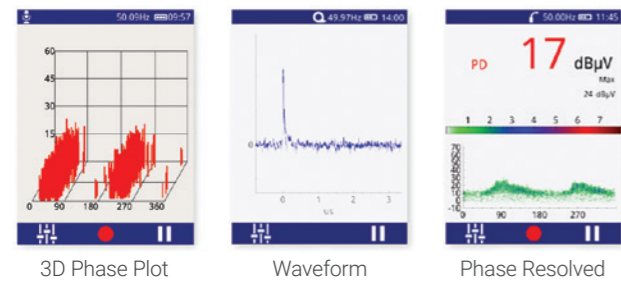 50.09Hz 09:57
60
45
30
15
0 90 180 270 360
3D Phase Plot
49.97Hz 14:00
0
0 1 2 3
us
Waveform
50.00Hz 11:45
PD 17 dBµV
Max
24 dBµV
1 2 3 4 5 6 7
0 90 180 270
Phase Resolved